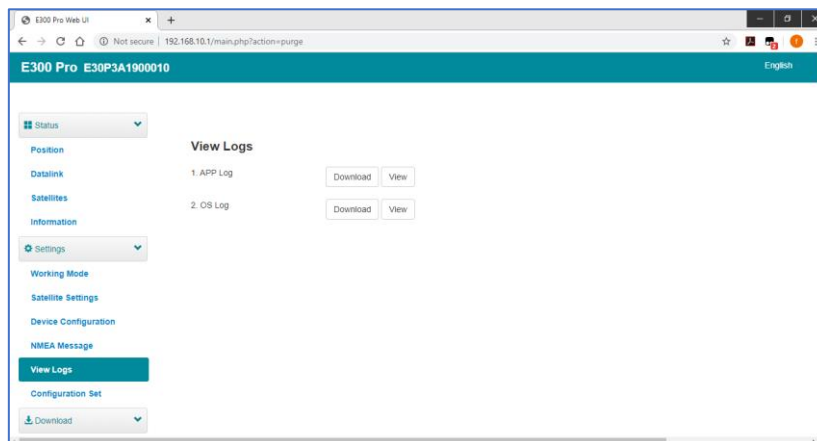 E300 Pro Web UI
Not secure | 192.168.10.1/main.php?action=purge
E300 Pro E30P3A1900010
English
Status
Position
Datalink
Satellites
Information
Settings
Working Mode
Satellite Settings
Device Configuration
NMEA Message
View Logs
Configuration Set
Download
View Logs
1. APP Log
Download View
2. OS Log
Download View